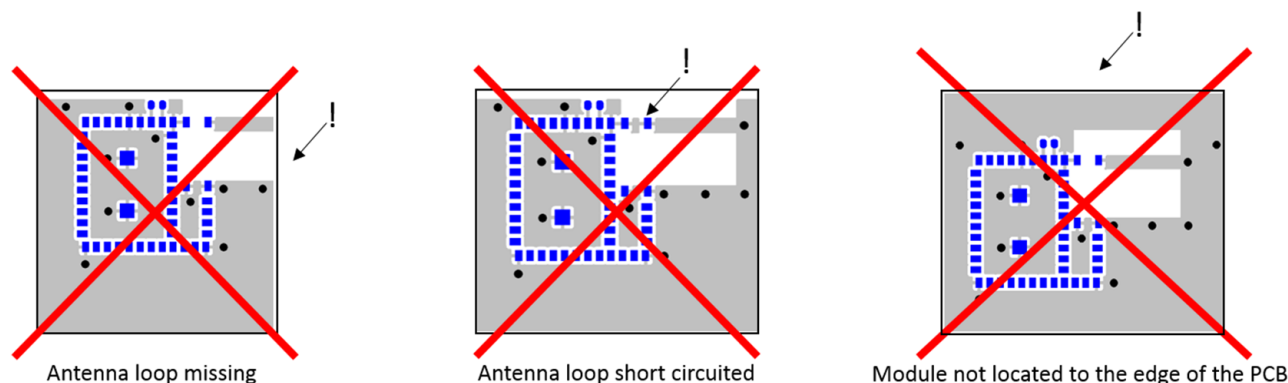 !
!
!
Antenna loop missing
Antenna loop short circuited
Module not located to the edge of the PCB